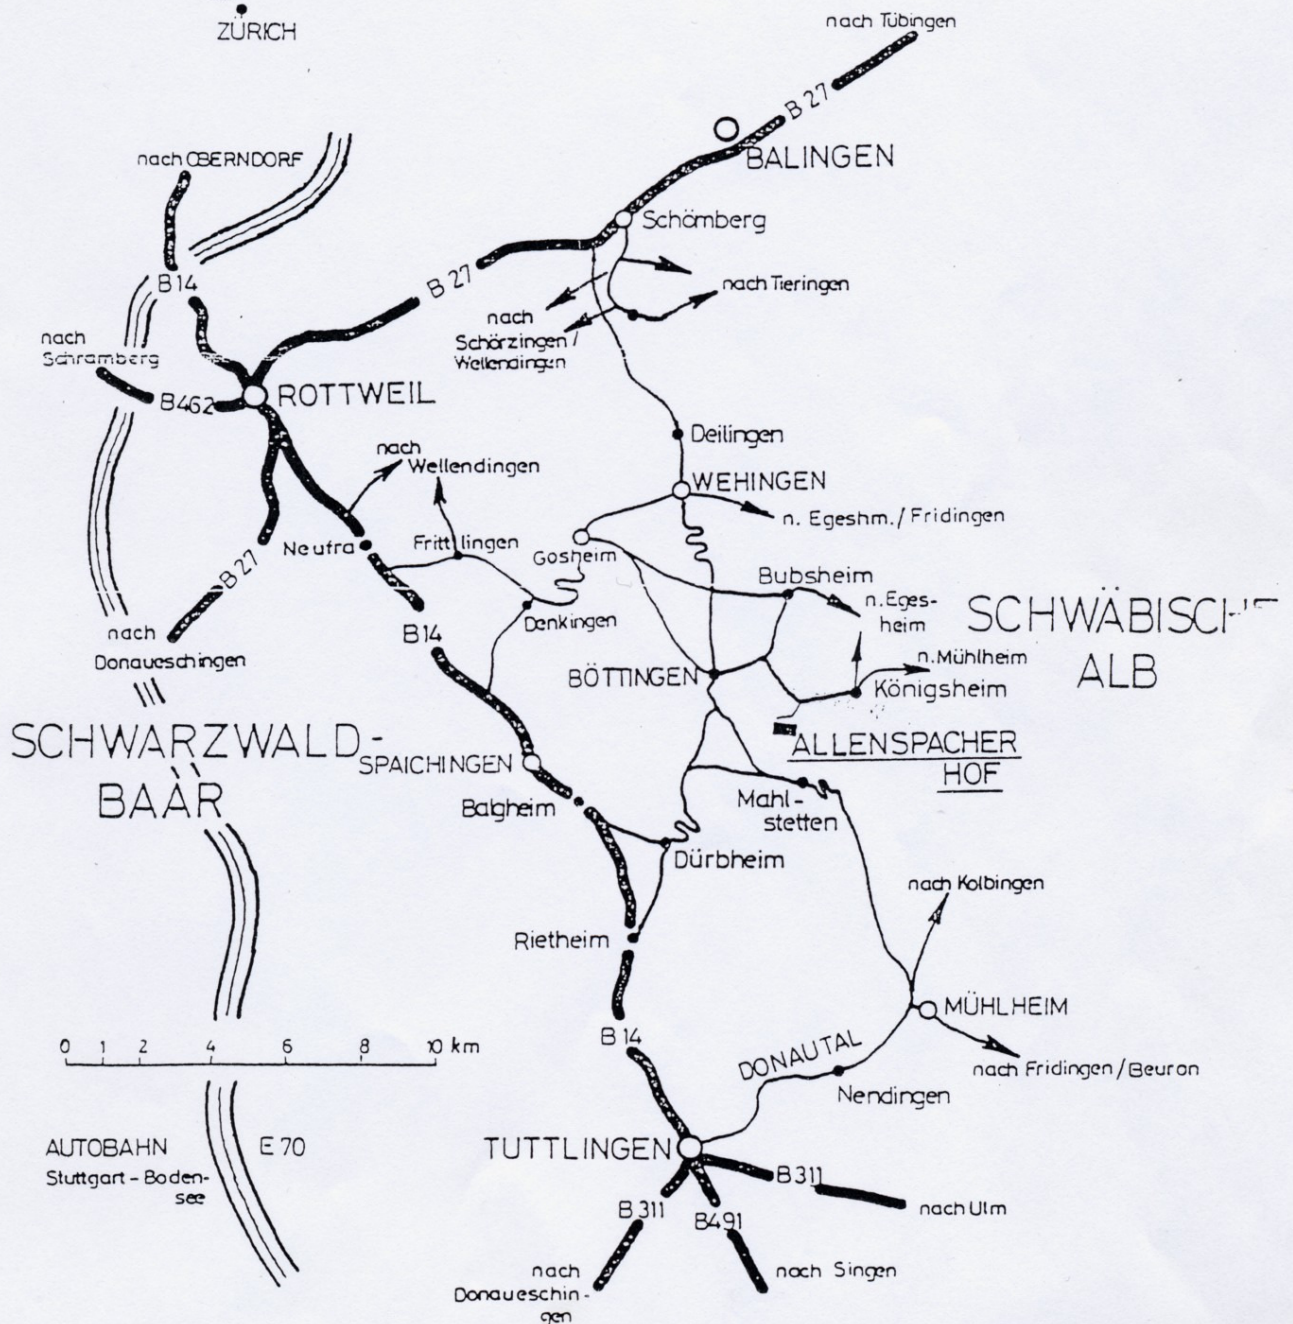 ZÜRICH
nach Tübingen
B 27
BALINGEN
nach OBERNDORF
Schömberg
B 14
B 27
nach Tieringen
nach
Schramberg
nach
Schörzingen/
Wellendingen
B462
ROTTWEIL
Deilingen
nach
Wellendingen
WEHINGEN
n. Egeshm./Fridingen
Neufra
Frittlingen
Gosheim
B 27
Bubsheim
n. Eges-
heim
SCHWÄBISCHE
ALB
nach
Donaueschingen
B 14
Denkingen
BÖTTINGEN
n. Mühlheim
Königsheim
SCHWARZWALD-
BAAR
SPAICHINGEN
ALLENSPACHER
HOF
Balgheim
Mahl-
stetten
Dürbheim
nach Kolbingen
Rietheim
MÜHLHEIM
0 1 2 4 6 8 10 km
B 14
DONAUTAL
nach Fridingen/Beuron
Nendingen
AUTOBAHN E 70
Stuttgart-Boden-
see
TUTTLINGEN
B 311
nach Ulm
B 311
B491
nach
Donaueschin-
gen
nach Singen